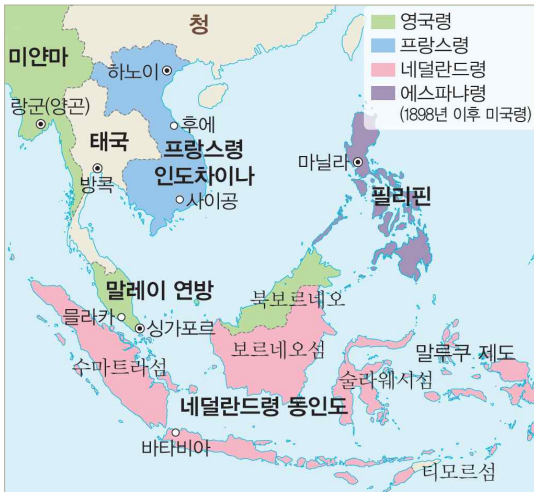 청
영국령
프랑스령
네덜란드령
에스파냐령
(1898년 이후 미국령)
미얀마
하노이
랑군(양곤)
후에
태국
프랑스령
인도차이나
마닐라
방콕
필리핀
사이공
말레이 연방
북보르네오
믈라카
싱가포르
보르네오섬
말루쿠 제도
수마트라섬
술라웨시섬
네덜란드령 동인도
바타비아
티모르섬